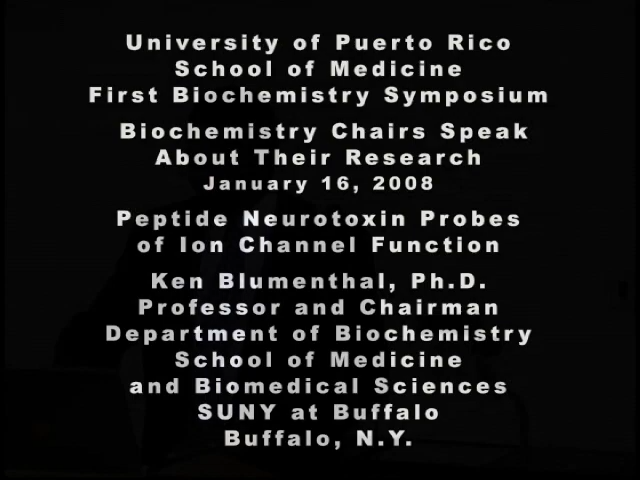 University of Puerto Rico
School of Medicine
First Biochemistry Symposium
Biochemistry Chairs Speak
About Their Research
January 16, 2008
Peptide Neurotoxin Probes
of Ion Channel Function
Ken Blumenthal, Ph.D.
Professor and Chairman
Department of Biochemistry
School of Medicine
and Biomedical Sciences
SUNY at Buffalo
Buffalo, N.Y.